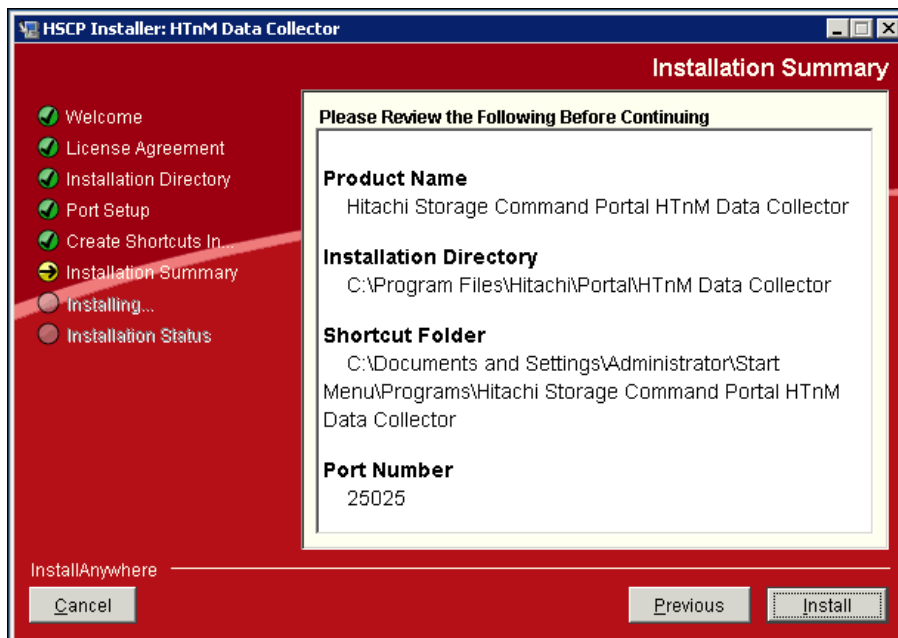 HSCP Installer: HTnM Data Collector
Installation Summary
Welcome
License Agreement
Installation Directory
Port Setup
Create Shortcuts In...
Installation Summary
Installing...
Installation Status
Please Review the Following Before Continuing
Product Name
Hitachi Storage Command Portal HTnM Data Collector
Installation Directory
C:\Program Files\Hitachi\Portal\HTnM Data Collector
Shortcut Folder
C:\Documents and Settings\Administrator\Start
Menu\Programs\Hitachi Storage Command Portal HTnM
Data Collector
Port Number
25025
InstallAnywhere
Cancel
Previous
Install